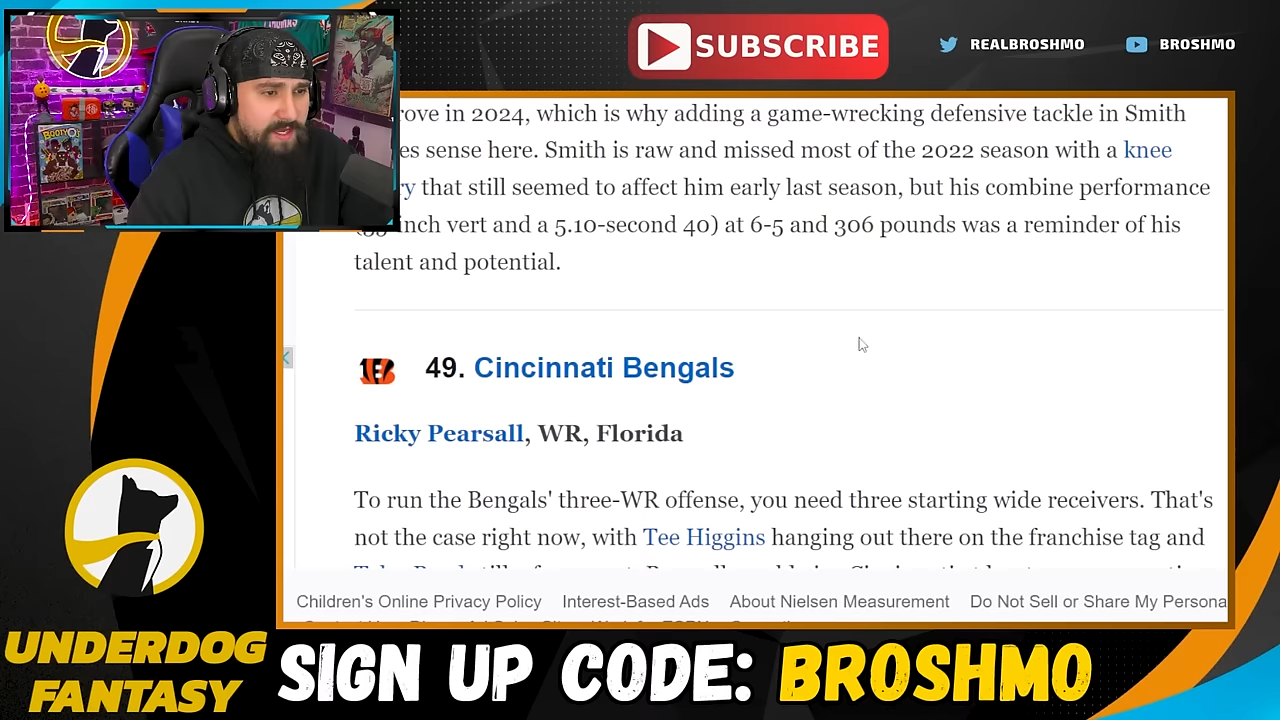 SUBSCRIBE
REALBROSHMO
BROSHMO
BOOTYO'S
rove in 2024, which is why adding a game-wrecking defensive tackle in Smith
es sense here. Smith is raw and missed most of the 2022 season with a knee
ry that still seemed to affect him early last season, but his combine performance
inch vert and a 5.10-second 40) at 6-5 and 306 pounds was a reminder of his
talent and potential.
49. Cincinnati Bengals
Ricky Pearsall, WR, Florida
To run the Bengals' three-WR offense, you need three starting wide receivers. That's
not the case right now, with Tee Higgins hanging out there on the franchise tag and
Children's Online Privacy Policy Interest-Based Ads About Nielsen Measurement Do Not Sell or Share My Persona
UNDERDOG
FANTASY
SIGN UP CODE: BROSHMO